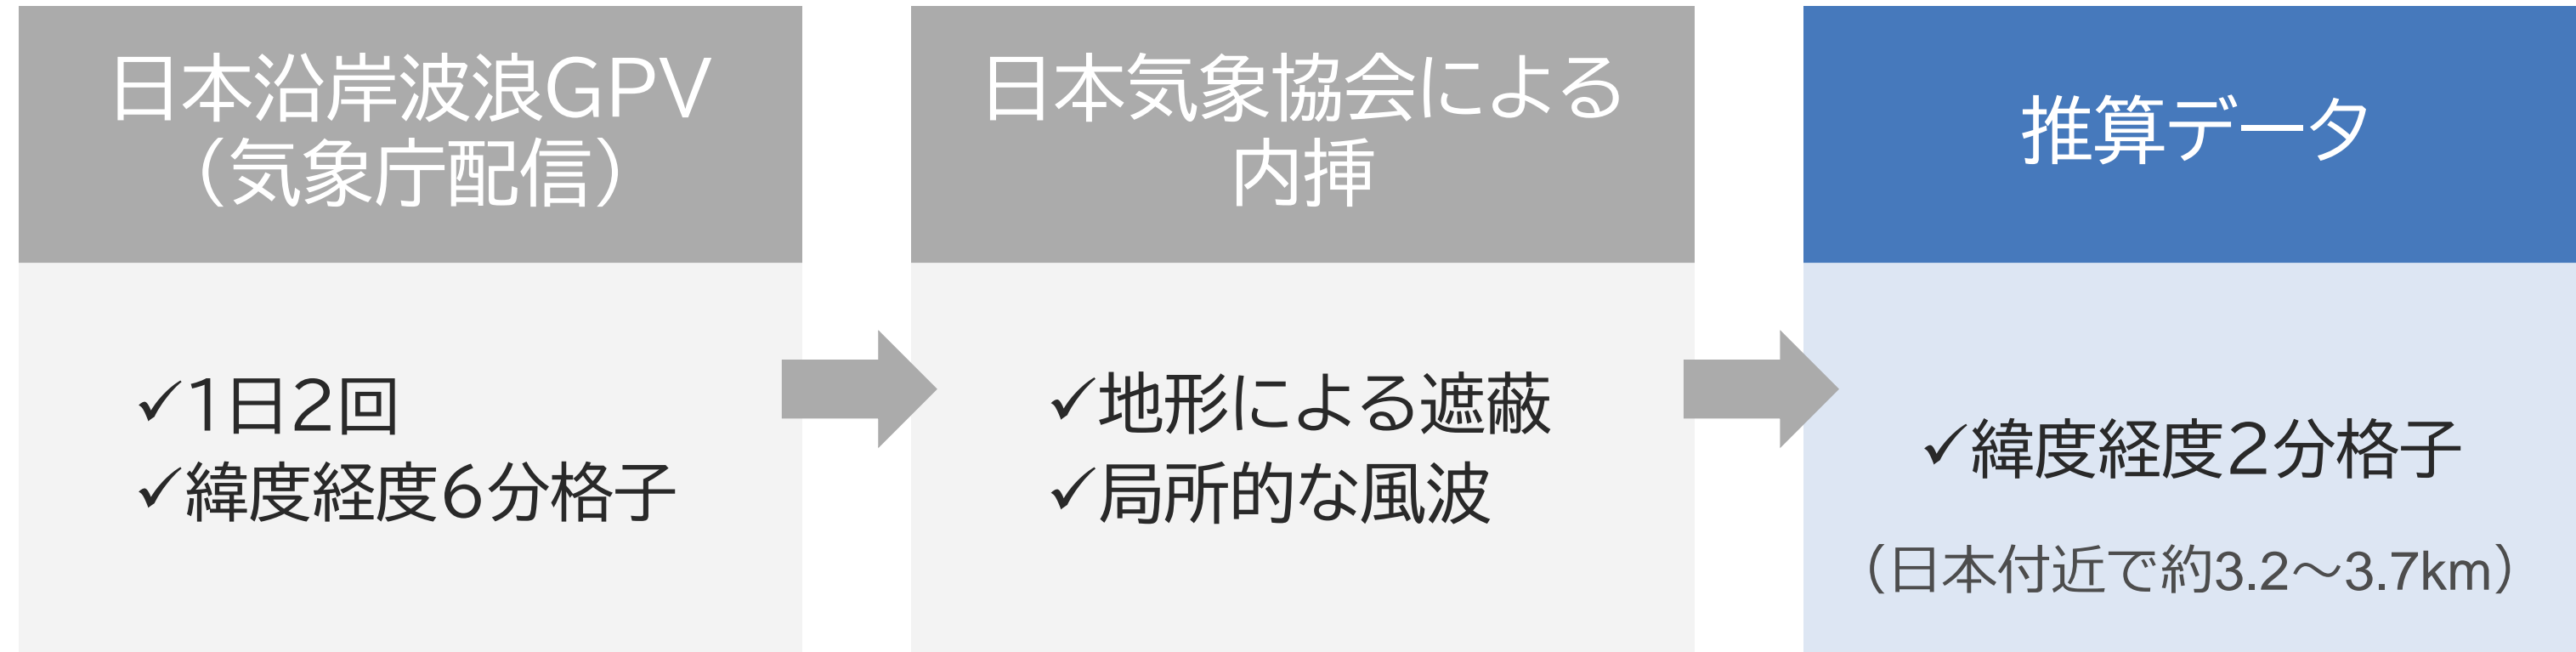 日本沿岸波浪GPV
（気象庁配信）
✓1日2回
✓緯度経度6分格子
日本気象協会による
内挿
✓地形による遮蔽
✓局所的な風波
推算データ
✓緯度経度2分格子
（日本付近で約3.2～3.7km）